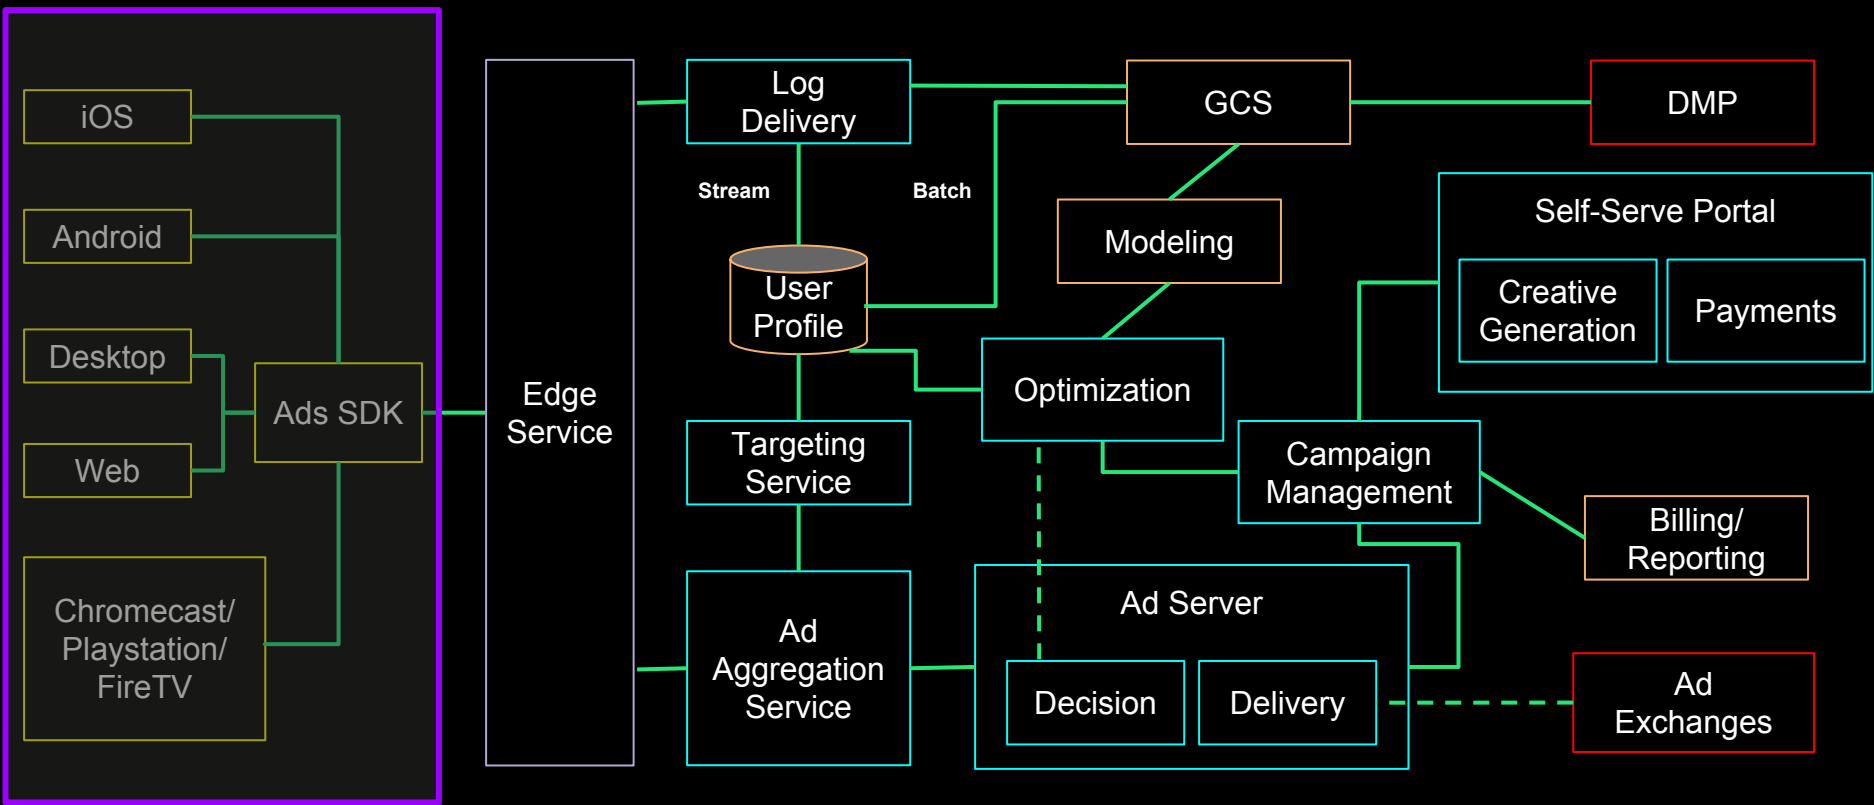 iOS
Android
Desktop
Web
Ads SDK
Chromecast/
Playstation/
FireTV
Edge
Service
Log
Delivery
Stream
Batch
User
Profile
Targeting
Service
Ad
Aggregation
Service
GCS
Modeling
Optimization
DMP
Self-Serve Portal
Creative
Generation
Payments
Campaign
Management
Billing/
Reporting
Ad Server
Decision
Delivery
Ad
Exchanges